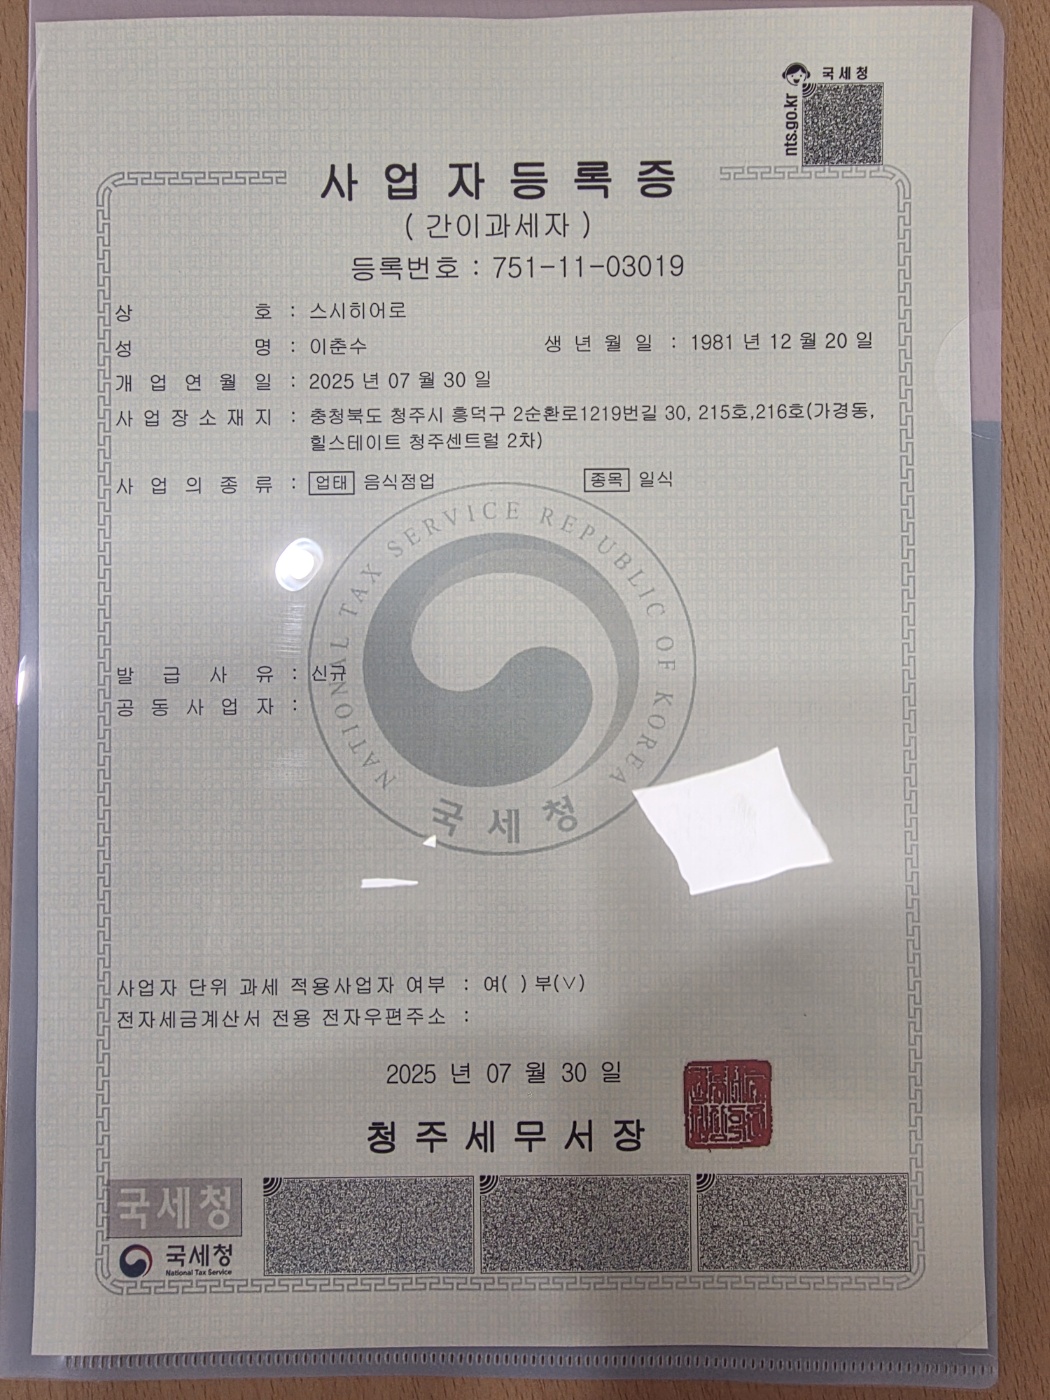 국세청
nts.go.kr
사업자등록증
( 간이과세자 )
등록번호 : 751-11-03019
상 호 : 스시히어로
성 명 : 이춘수 생 년 월 일 : 1981 년 12 월 20 일
개 업 연 월 일 : 2025 년 07 월 30 일
사 업 장 소 재 지 : 충청북도 청주시 흥덕구 2순환로1219번길 30, 215호,216호(가경동,
힐스테이트 청주센트럴 2차)
사 업 의 종 류 : 업태 음식점업 종목 일식
NATIONAL TAX SERVICE REPUBLIC OF KOREA
발 급 사 유 : 신규
공 동 사 업 자 :
국세청
사업자 단위 과세 적용사업자 여부 : 여( ) 부(∨)
전자세금계산서 전용 전자우편주소 :
2025 년 07 월 30 일
청 주 세 무 서 장
국세청
국세청
National Tax Service